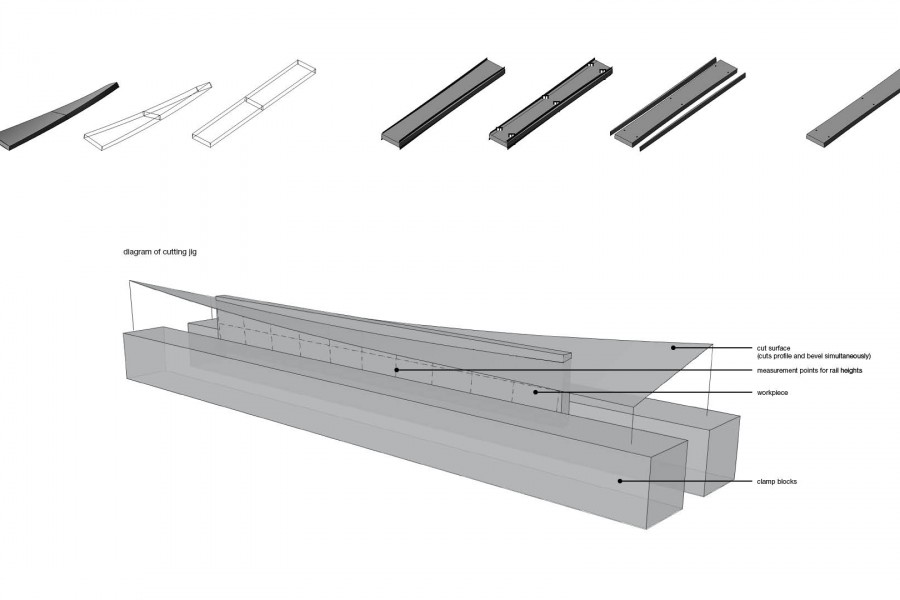 diagram of cutting jig
cut surface
(cuts profile and bevel simultaneously)
measurement points for rail heights
workpiece
clamp blocks